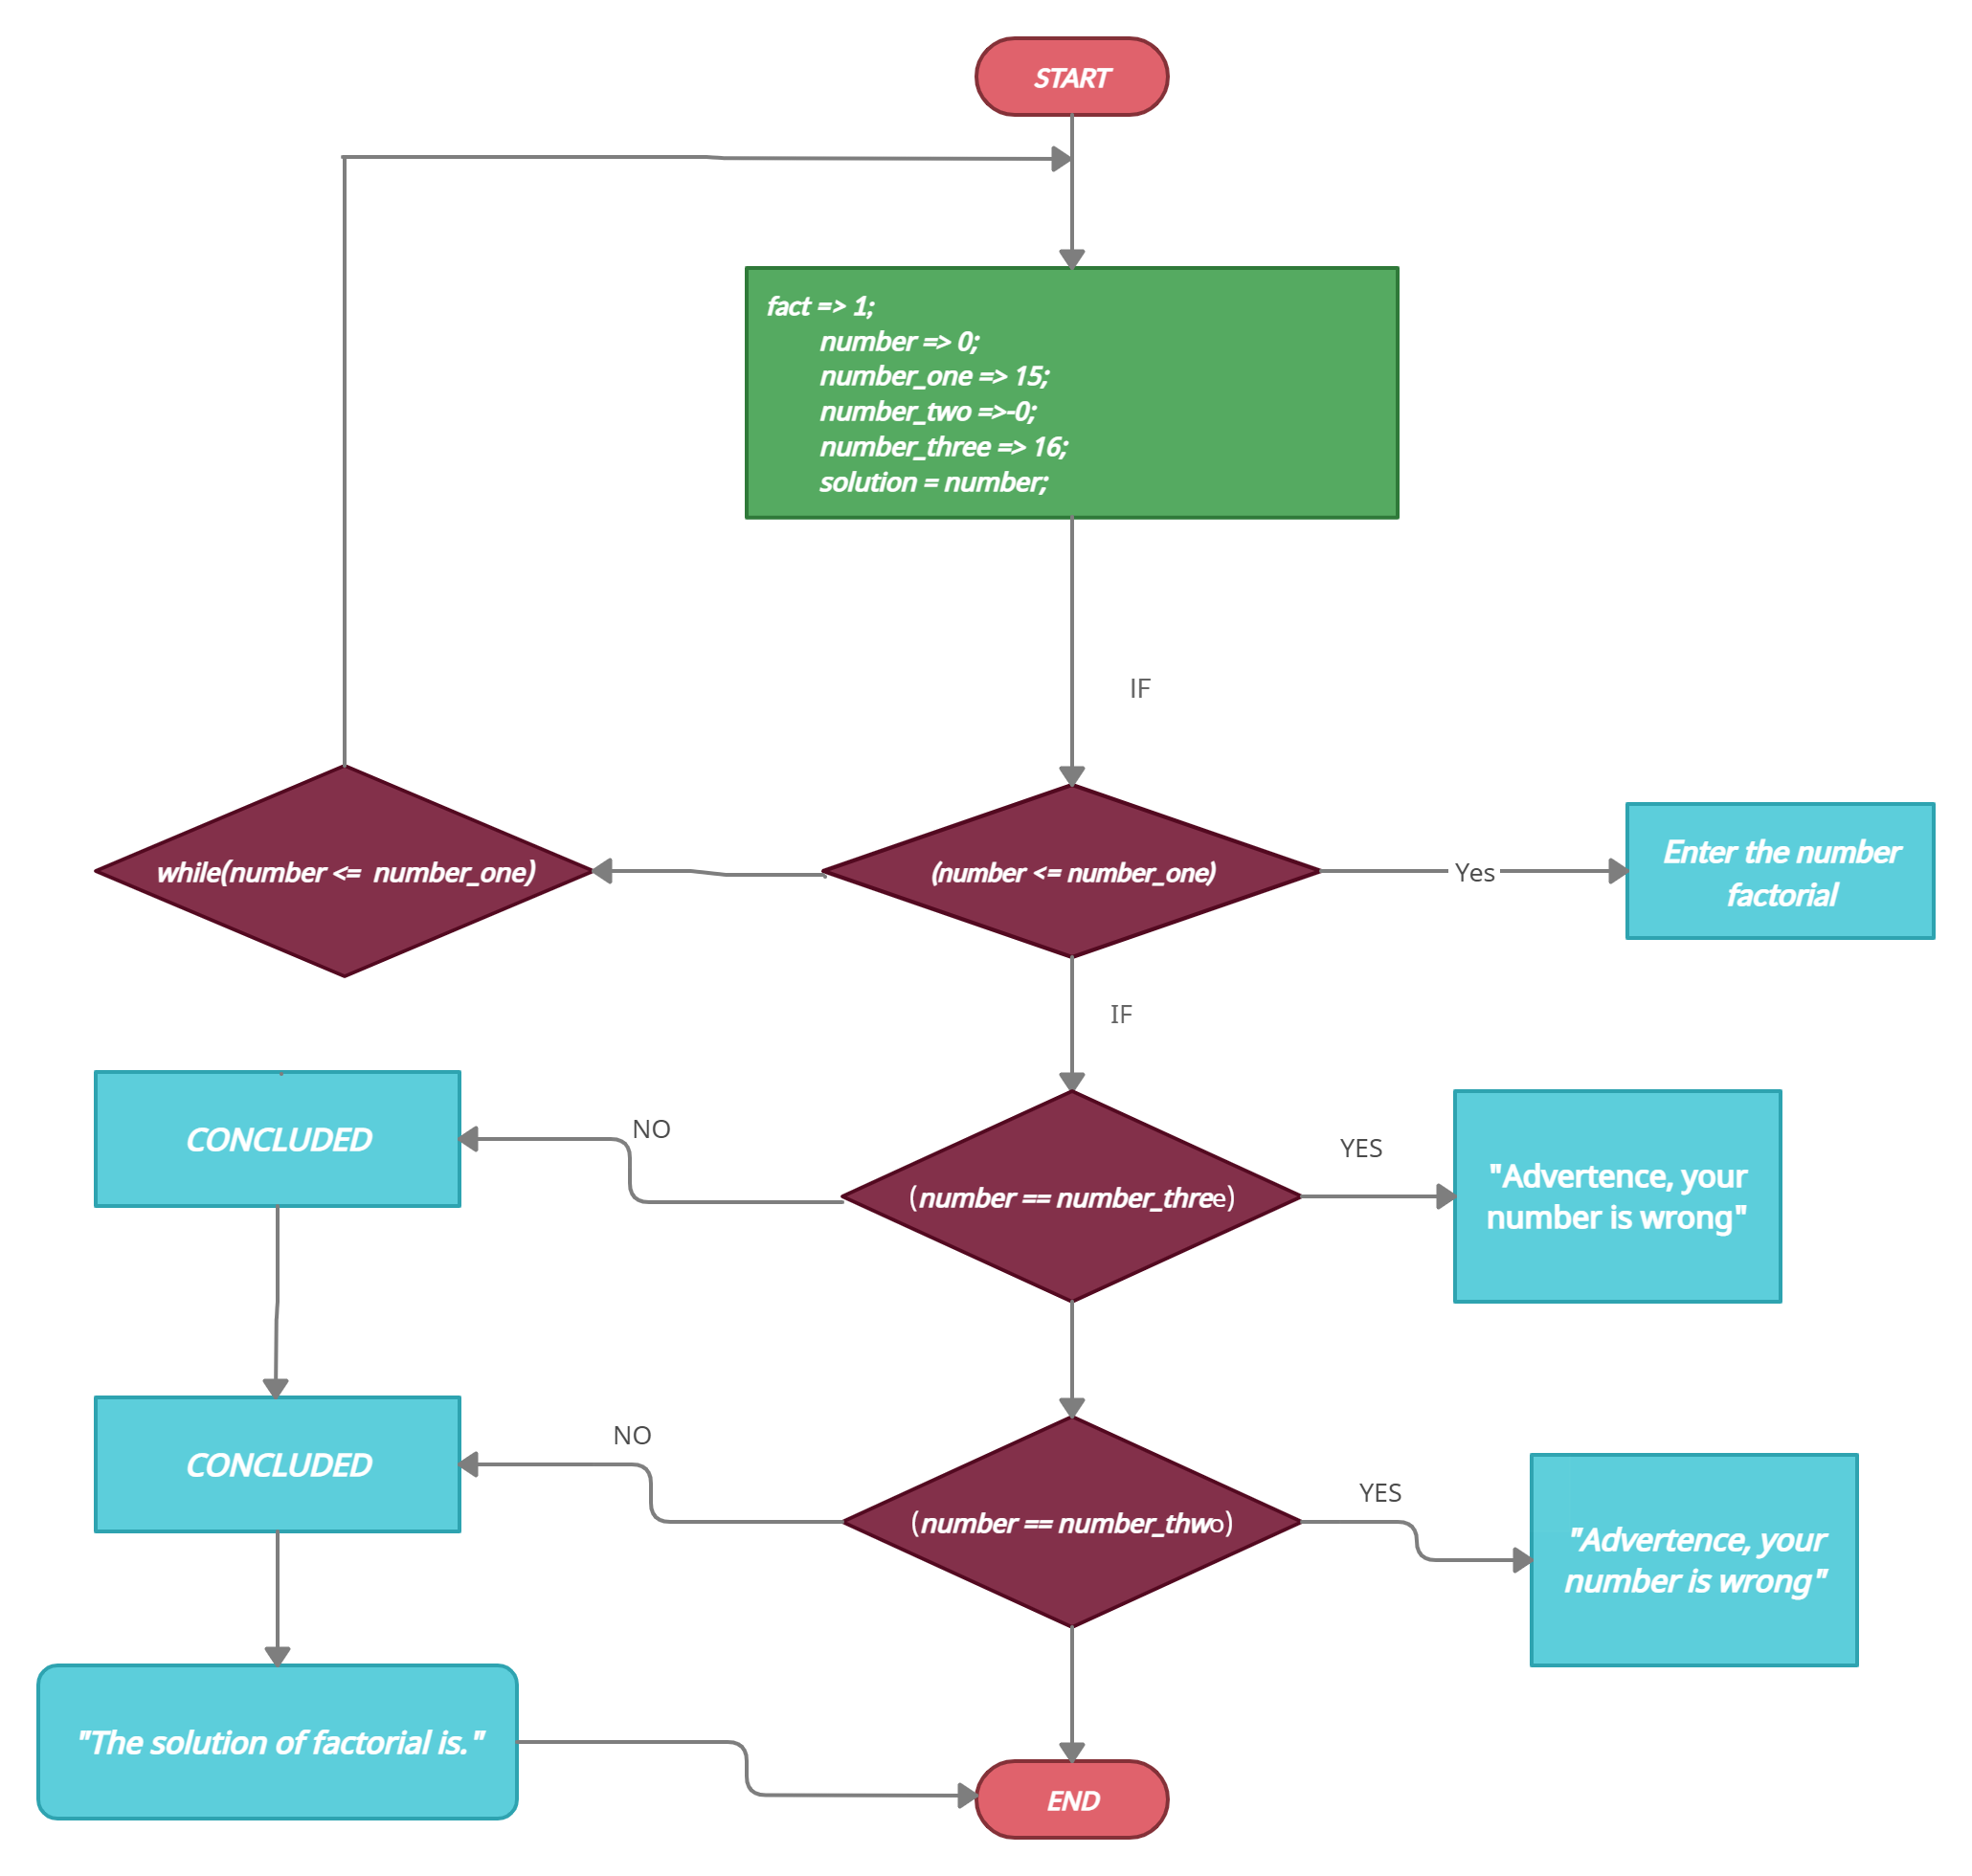 START
fact => 1;
number => 0;
number_one => 15;
number_two =>-0;
number_three => 16;
solution = number;
IF
while(number <=  number_one)
(number <= number_one)
Yes
Enter the number
factorial
IF
CONCLUDED
NO
(number == number_three)
YES
"Advertence, your
number is wrong"
CONCLUDED
NO
(number == number_thwo)
YES
"Advertence, your
number is wrong"
"The solution of factorial is."
END